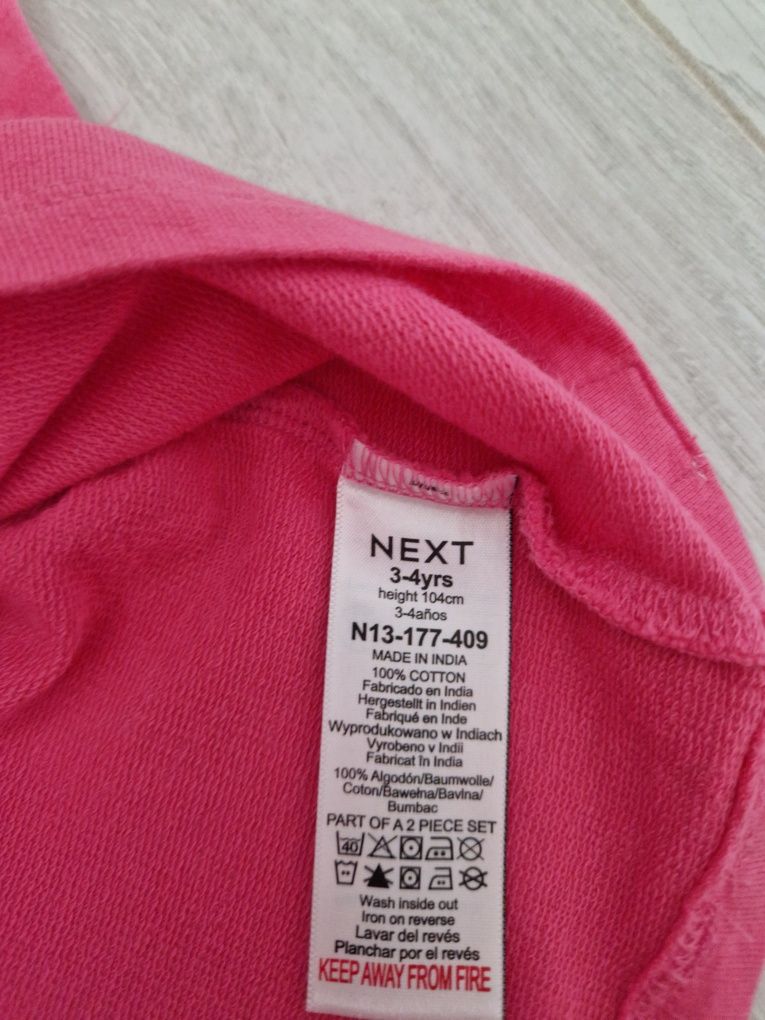 NEXT
3-4yrs
height 104cm
3-4años
N13-177-409
MADE IN INDIA
100% COTTON
Fabricado en India
Hergestellt in Indien
Fabriqué en Inde
Wyprodukowano w Indiach
Vyrobeno v Indii
Fabricat în India
100% Algodón/Baumwolle/
Coton/Bawełna/Bavlna/
Bumbac
PART OF A 2 PIECE SET
40
Wash inside out
Iron on reverse
Lavar del revés
Planchar por el revés
KEEP AWAY FROM FIRE